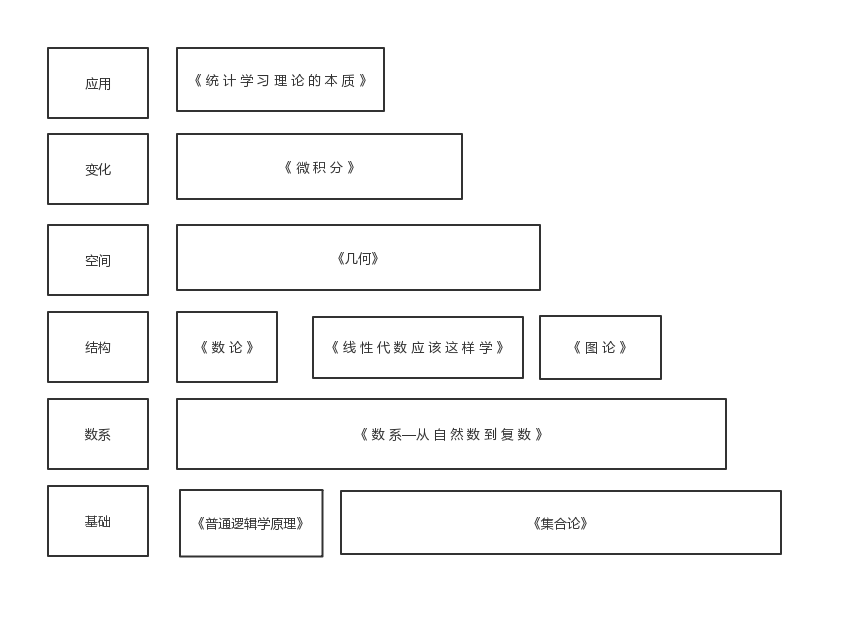 应用
《统计学习理论的本质》
变化
《微积分》
空间
《几何》
结构
《数论》
《线性代数应该这样学》
《图论》
数系
《数系—从自然数到复数》
基础
《普通逻辑学原理》
《集合论》